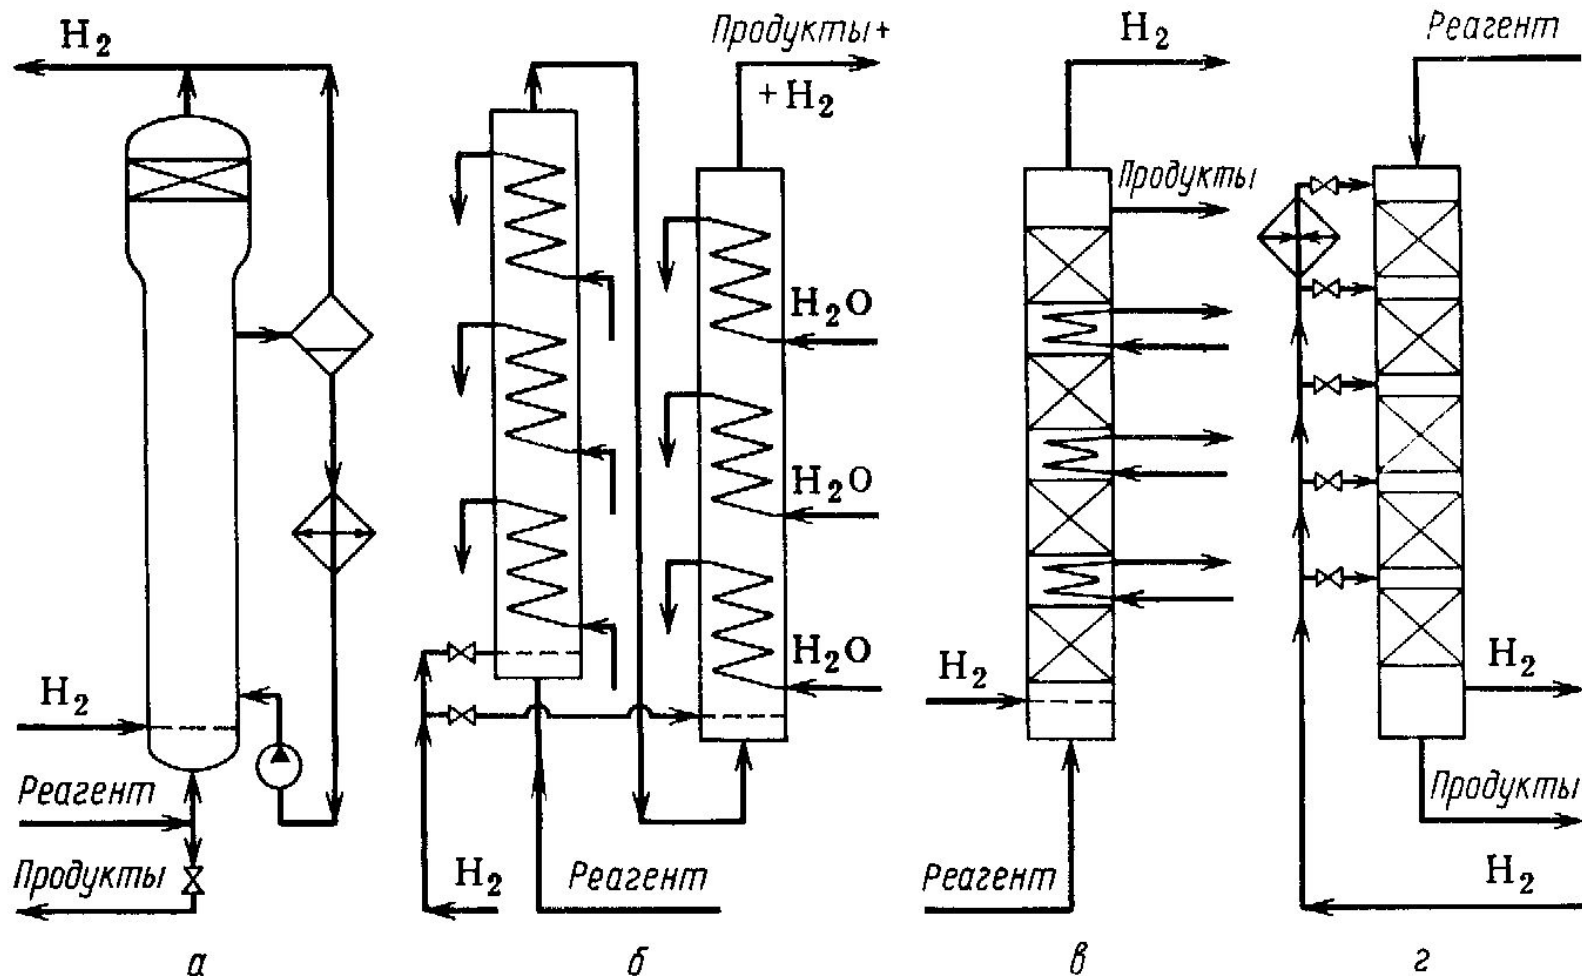 H₂
Продукты +
+ H₂
H₂
Реагент
Продукты
H₂O
H₂O
H₂O
H₂
H₂
H₂
Реагент
Продукты
Продукты
H₂
Реагент
Реагент
H₂
а
б
в
г